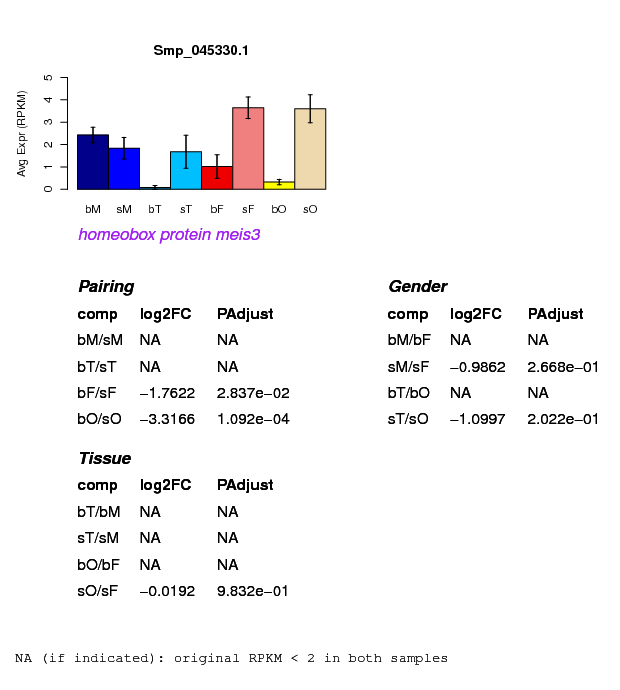 Smp_045330.1
Avg Expr (RPKM)
5
4
3
2
1
0
bM sM bT sT bF sF bO sO
homeobox protein meis3
Pairing
comp log2FC PAdjust
bM/sM NA NA
bT/sT NA NA
bF/sF −1.7622 2.837e−02
bO/sO −3.3166 1.092e−04
Gender
comp log2FC PAdjust
bM/bF NA NA
sM/sF −0.9862 2.668e−01
bT/bO NA NA
sT/sO −1.0997 2.022e−01
Tissue
comp log2FC PAdjust
bT/bM NA NA
sT/sM NA NA
bO/bF NA NA
sO/sF −0.0192 9.832e−01
NA (if indicated): original RPKM < 2 in both samples